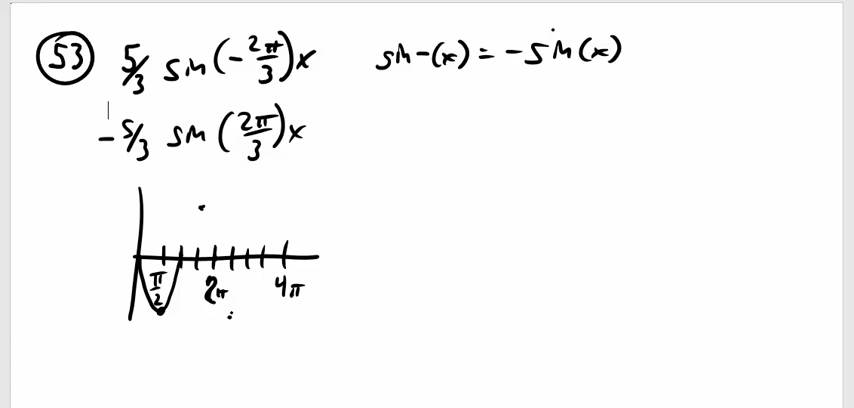 53 5/3 sin(-2π/3)x sin-(x) = -sin(x)
-5/3 sin(2π/3)x
π/2 2π 4π